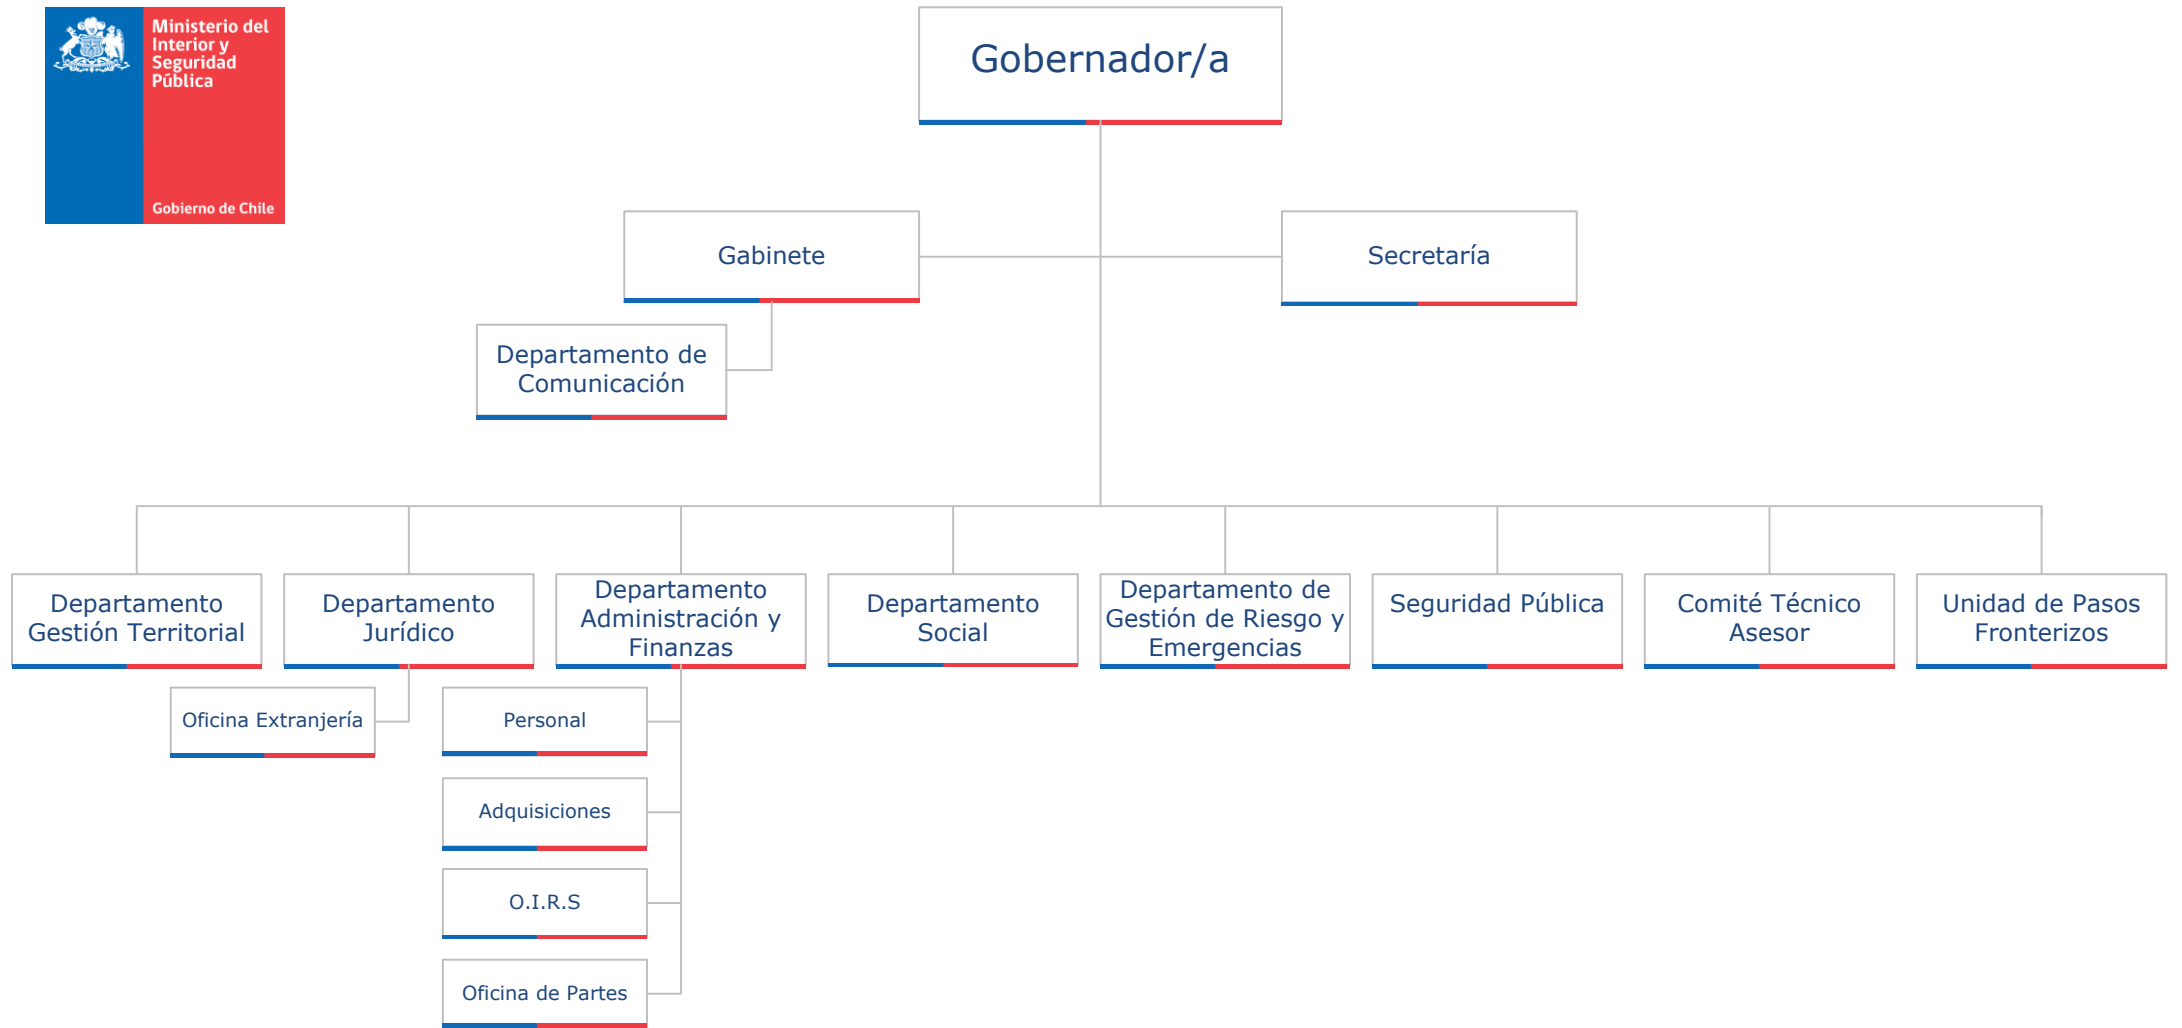 Ministerio del
Interior y
Seguridad
Pública
Gobierno de Chile
Gobernador/a
Gabinete
Secretaría
Departamento de
Comunicación
Departamento
Gestión Territorial
Departamento
Jurídico
Departamento
Administración y
Finanzas
Departamento
Social
Departamento de
Gestión de Riesgo y
Emergencias
Seguridad Pública
Comité Técnico
Asesor
Unidad de Pasos
Fronterizos
Oficina Extranjería
Personal
Adquisiciones
O.I.R.S
Oficina de Partes